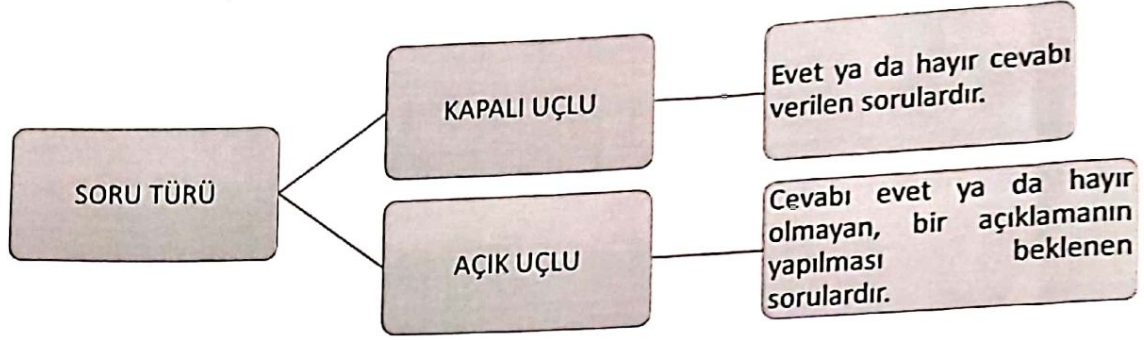 SORU TÜRÜ
KAPALI UÇLU
Evet ya da hayır cevabı
verilen sorulardır.
AÇIK UÇLU
Cevabı evet ya da hayır
olmayan, bir açıklamanın
yapılması beklenen
sorulardır.